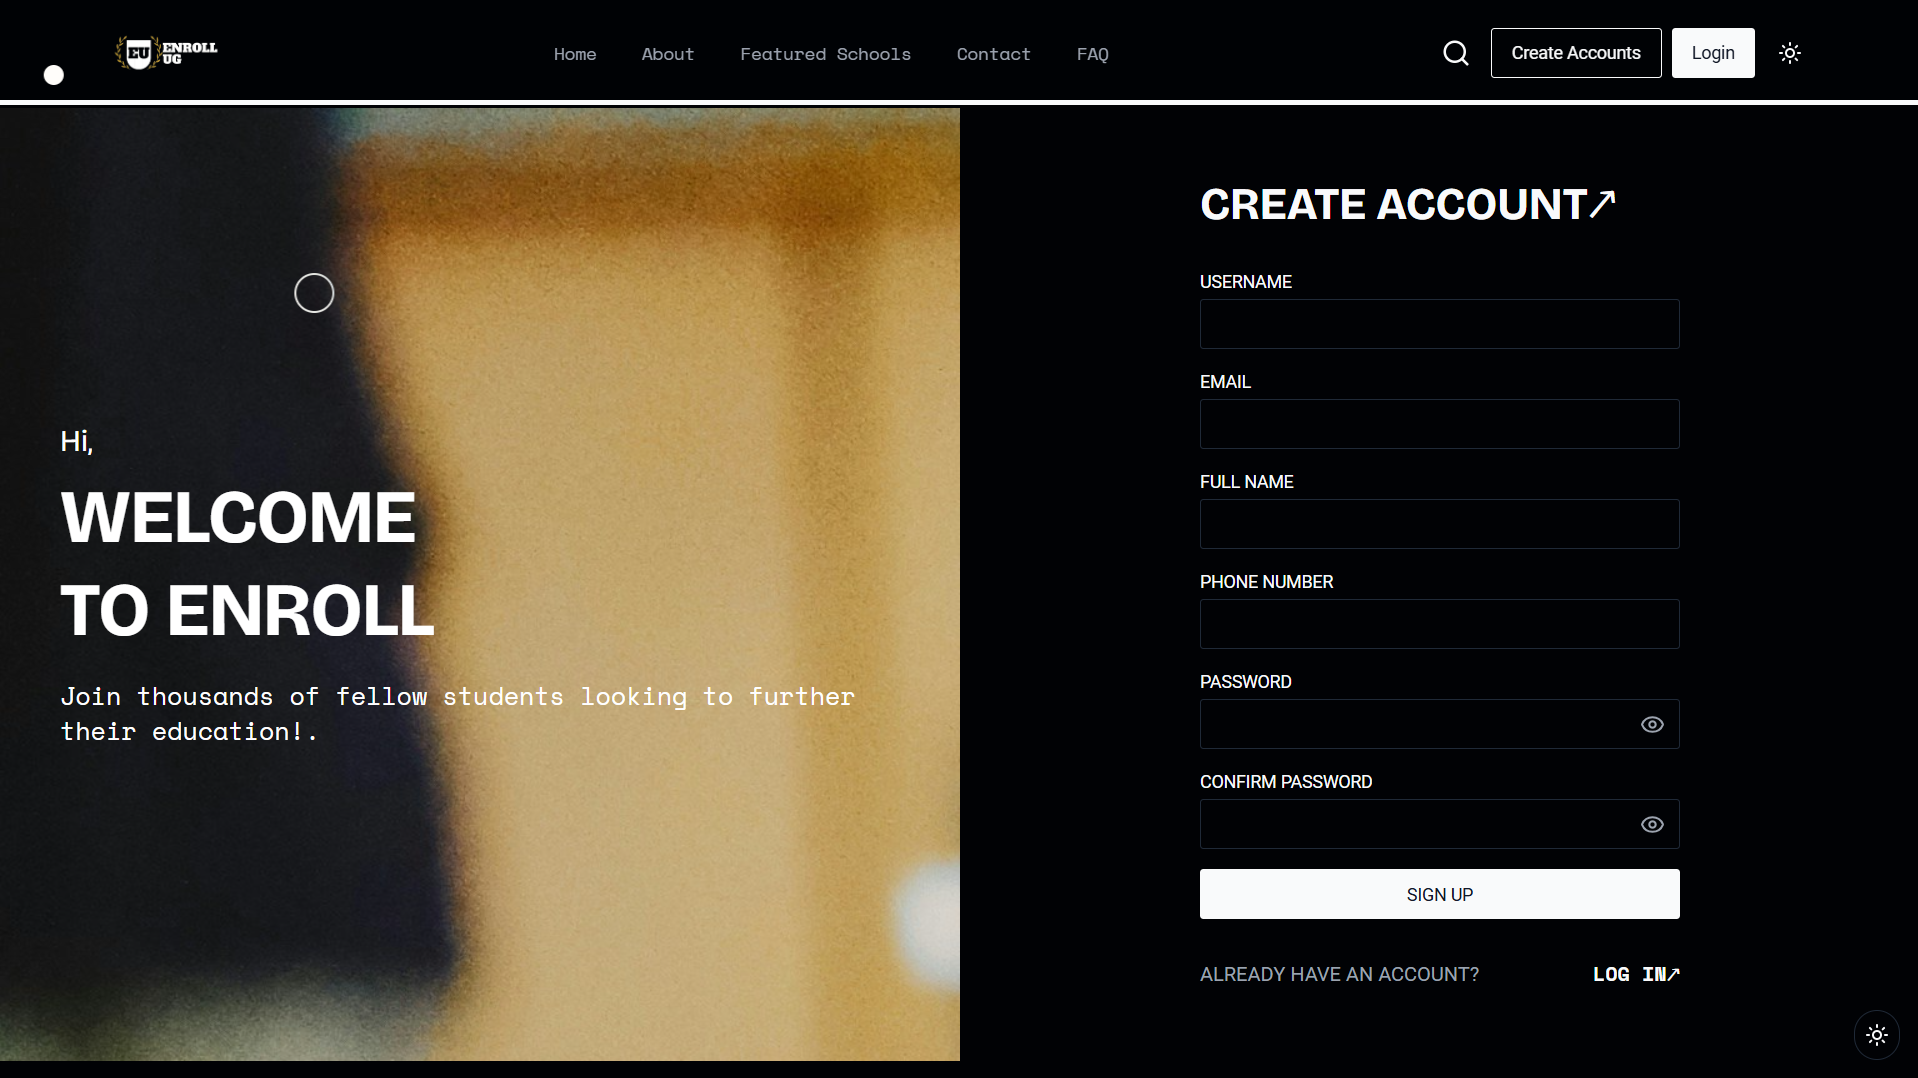 EU ENROLL
UG
Home About Featured Schools Contact FAQ
Create Accounts Login
Hi,
WELCOME
TO ENROLL
Join thousands of fellow students looking to further
their education!.
CREATE ACCOUNT↗
USERNAME
EMAIL
FULL NAME
PHONE NUMBER
PASSWORD
CONFIRM PASSWORD
SIGN UP
ALREADY HAVE AN ACCOUNT? LOG IN↗